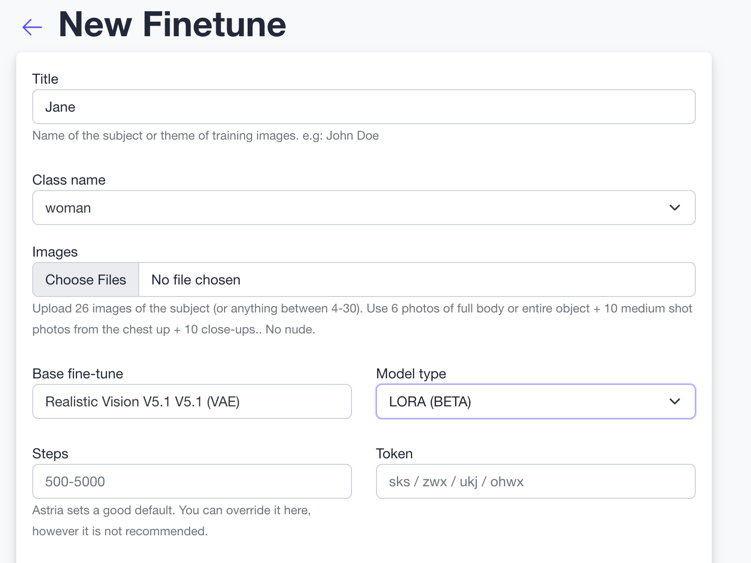 New Finetune
Title
Jane
Name of the subject or theme of training images. e.g: John Doe
Class name
woman
Images
Choose Files No file chosen
Upload 26 images of the subject (or anything between 4-30). Use 6 photos of full body or entire object + 10 medium shot
photos from the chest up + 10 close-ups.. No nude.
Base fine-tune
Realistic Vision V5.1 V5.1 (VAE)
Model type
LORA (BETA)
Steps
500-5000
Astria sets a good default. You can override it here,
however it is not recommended.
Token
sks / zwx / ukj / ohwx